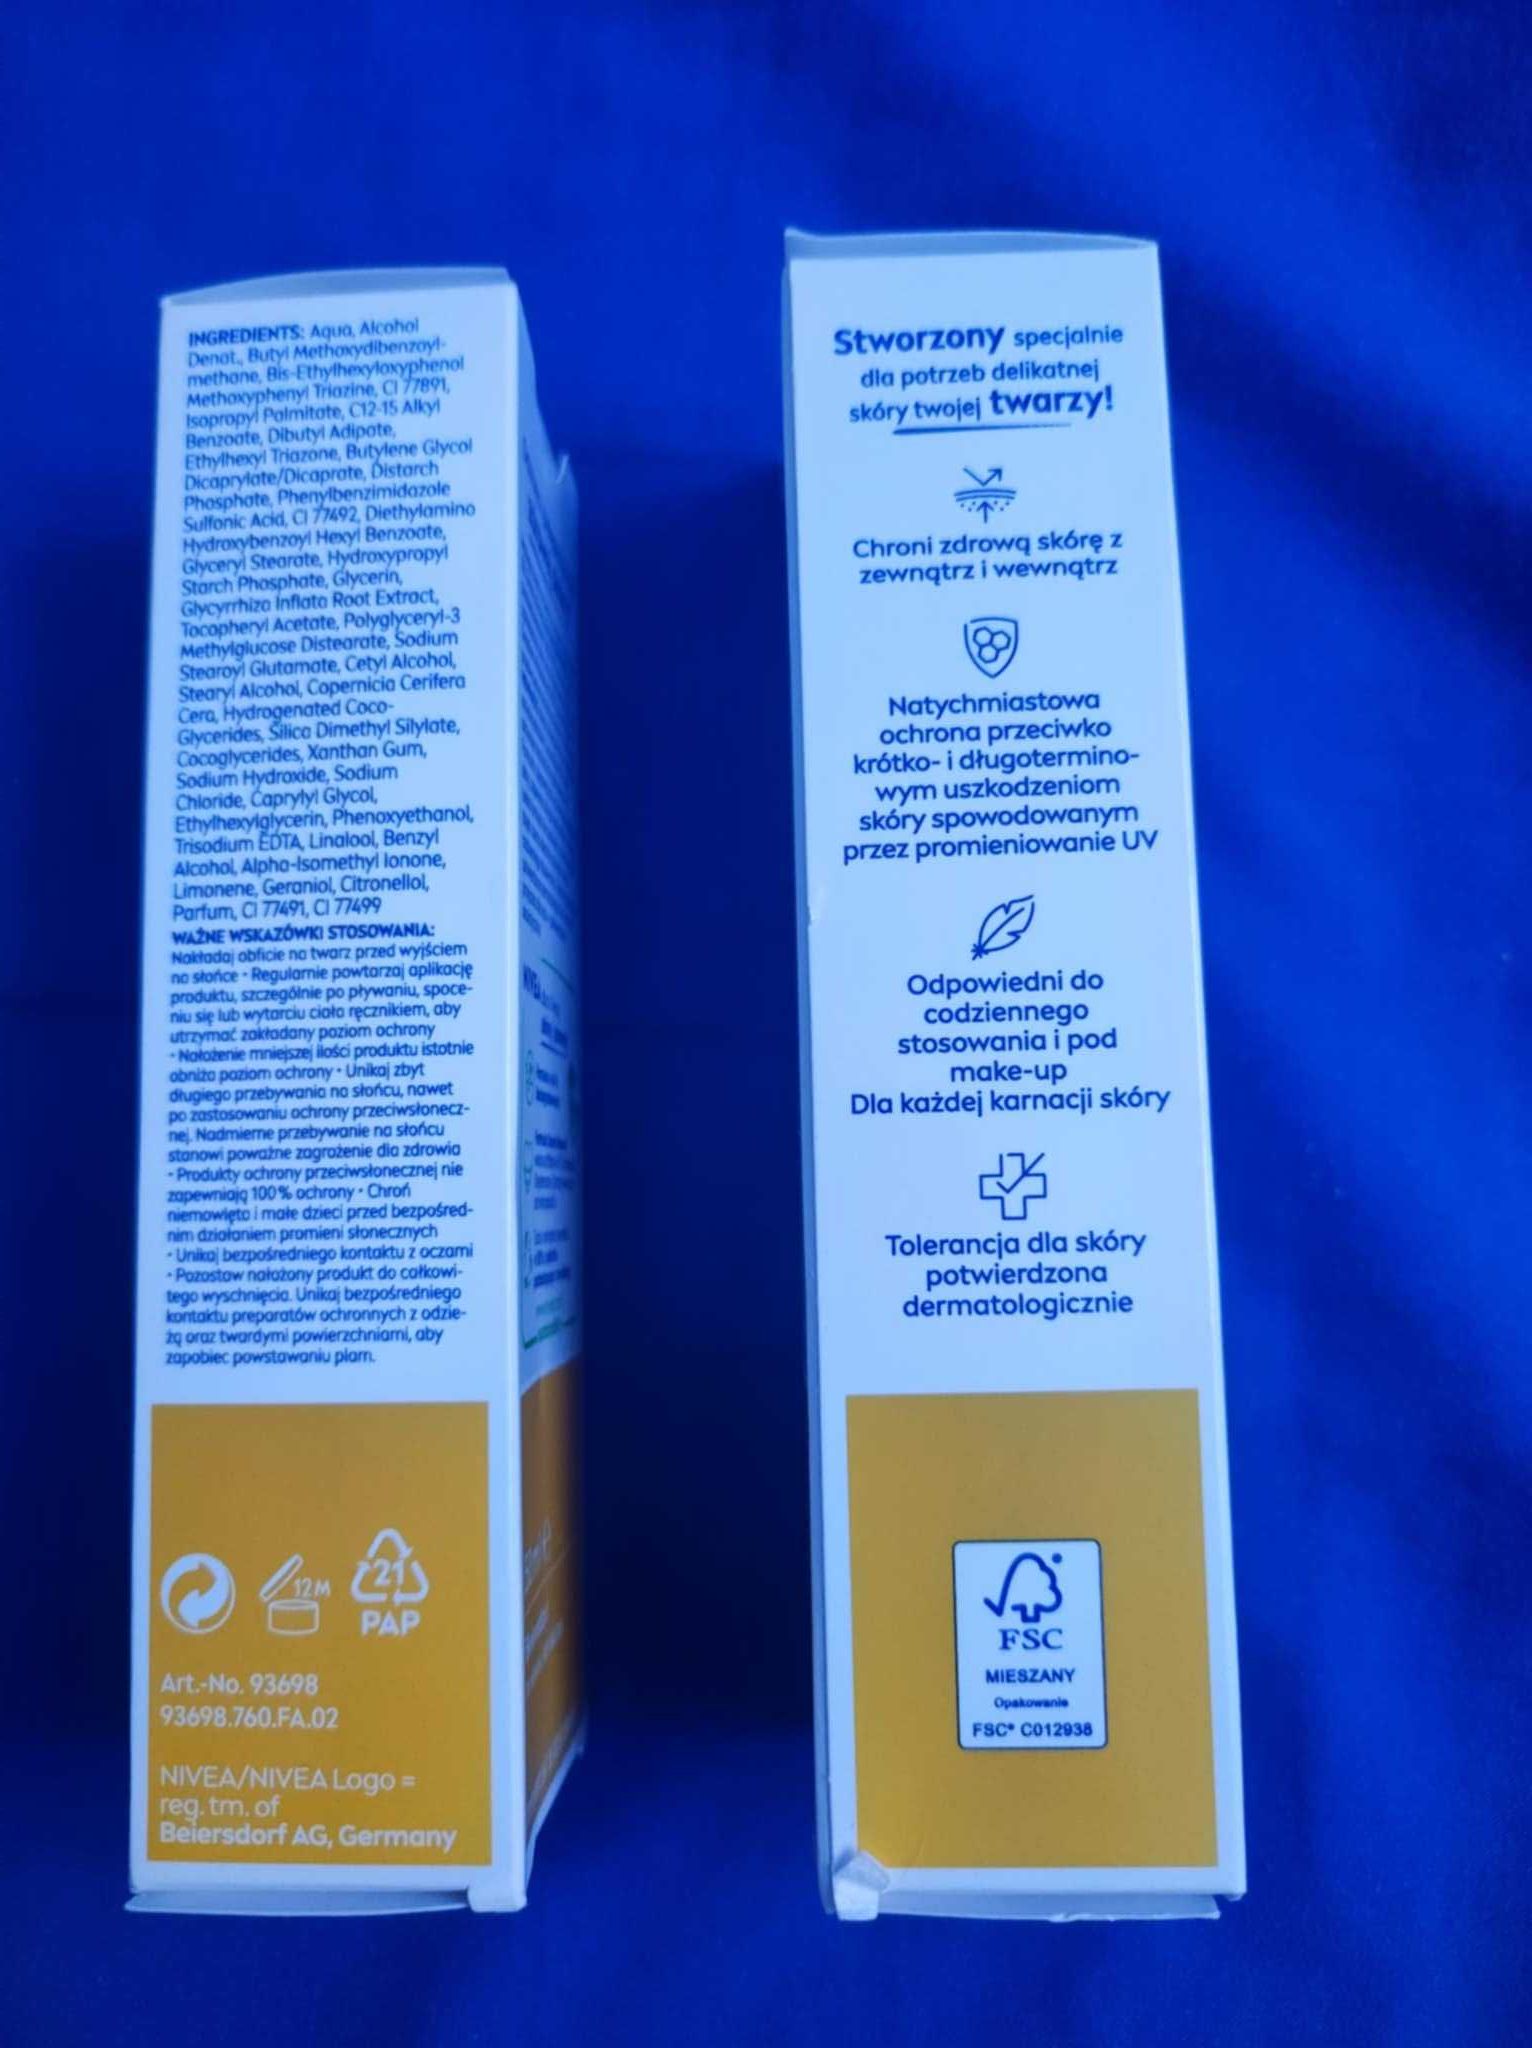 INGREDIENTS: Aqua, Alcohol
Denat., Butyl Methoxydibenzoyl-
methane, Bis-Ethylhexyloxyphenol
Methoxyphenyl Triazine, CI 77891,
Isopropyl Palmitate, C12-15 Alkyl
Benzoate, Dibutyl Adipate,
Ethylhexyl Triazone, Butylene Glycol
Dicaprylate/Dicaprate, Distarch
Phosphate, Phenylbenzimidazole
Sulfonic Acid, CI 77492, Diethylamino
Hydroxybenzoyl Hexyl Benzoate,
Glyceryl Stearate, Hydroxypropyl
Starch Phosphate, Glycerin,
Glycyrrhiza Inflata Root Extract,
Tocopheryl Acetate, Polyglyceryl-3
Methylglucose Distearate, Sodium
Stearoyl Glutamate, Cetyl Alcohol,
Stearyl Alcohol, Copernicia Cerifera
Cera, Hydrogenated Coco-
Glycerides, Silica Dimethyl Silylate,
Cocoglycerides, Xanthan Gum,
Sodium Hydroxide, Sodium
Chloride, Caprylyl Glycol,
Ethylhexylglycerin, Phenoxyethanol,
Trisodium EDTA, Linalool, Benzyl
Alcohol, Alpha-Isomethyl Ionone,
Limonene, Geraniol, Citronellol,
Parfum, CI 77491, CI 77499
WAŻNE WSKAZÓWKI STOSOWANIA:
Nakładaj obficie na twarz przed wyjściem
na słońce • Regularnie powtarzaj aplikację
produktu, szczególnie po pływaniu, spoce-
niu się lub wytarciu ciała ręcznikiem, aby
utrzymać zakładany poziom ochrony
• Nałożenie mniejszej ilości produktu istotnie
obniża poziom ochrony • Unikaj zbyt
długiego przebywania na słońcu, nawet
po zastosowaniu ochrony przeciwsłonecz-
nej. Nadmierne przebywanie na słońcu
stanowi poważne zagrożenie dla zdrowia
• Produkty ochrony przeciwsłonecznej nie
zapewniają 100% ochrony • Chroń
niemowlęta i małe dzieci przed bezpośred-
nim działaniem promieni słonecznych
• Unikaj bezpośredniego kontaktu z oczami
• Pozostaw nałożony produkt do całkowi-
tego wyschnięcia. Unikaj bezpośredniego
kontaktu preparatów ochronnych z odzie-
żą oraz twardymi powierzchniami, aby
zapobiec powstawaniu plam.
12M
21
PAP
Art.-No. 93698
93698.760.FA.02
NIVEA/NIVEA Logo =
reg. tm. of
Beiersdorf AG, Germany
NIVEA
Stworzony specjalnie
dla potrzeb delikatnej
skóry twojej twarzy!
Chroni zdrową skórę z
zewnątrz i wewnątrz
Natychmiastowa
ochrona przeciwko
krótko- i długotermino-
wym uszkodzeniom
skóry spowodowanym
przez promieniowanie UV
Odpowiedni do
codziennego
stosowania i pod
make-up
Dla każdej karnacji skóry
Tolerancja dla skóry
potwierdzona
dermatologicznie
FSC
MIESZANY
Opakowanie
FSC® C012938